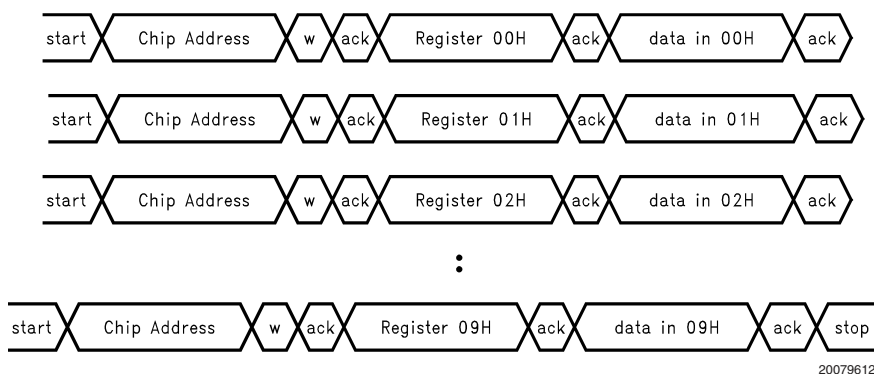 start Chip Address w ack Register 00H ack data in 00H ack
start Chip Address w ack Register 01H ack data in 01H ack
start Chip Address w ack Register 02H ack data in 02H ack
:
start Chip Address w ack Register 09H ack data in 09H ack stop
20079612